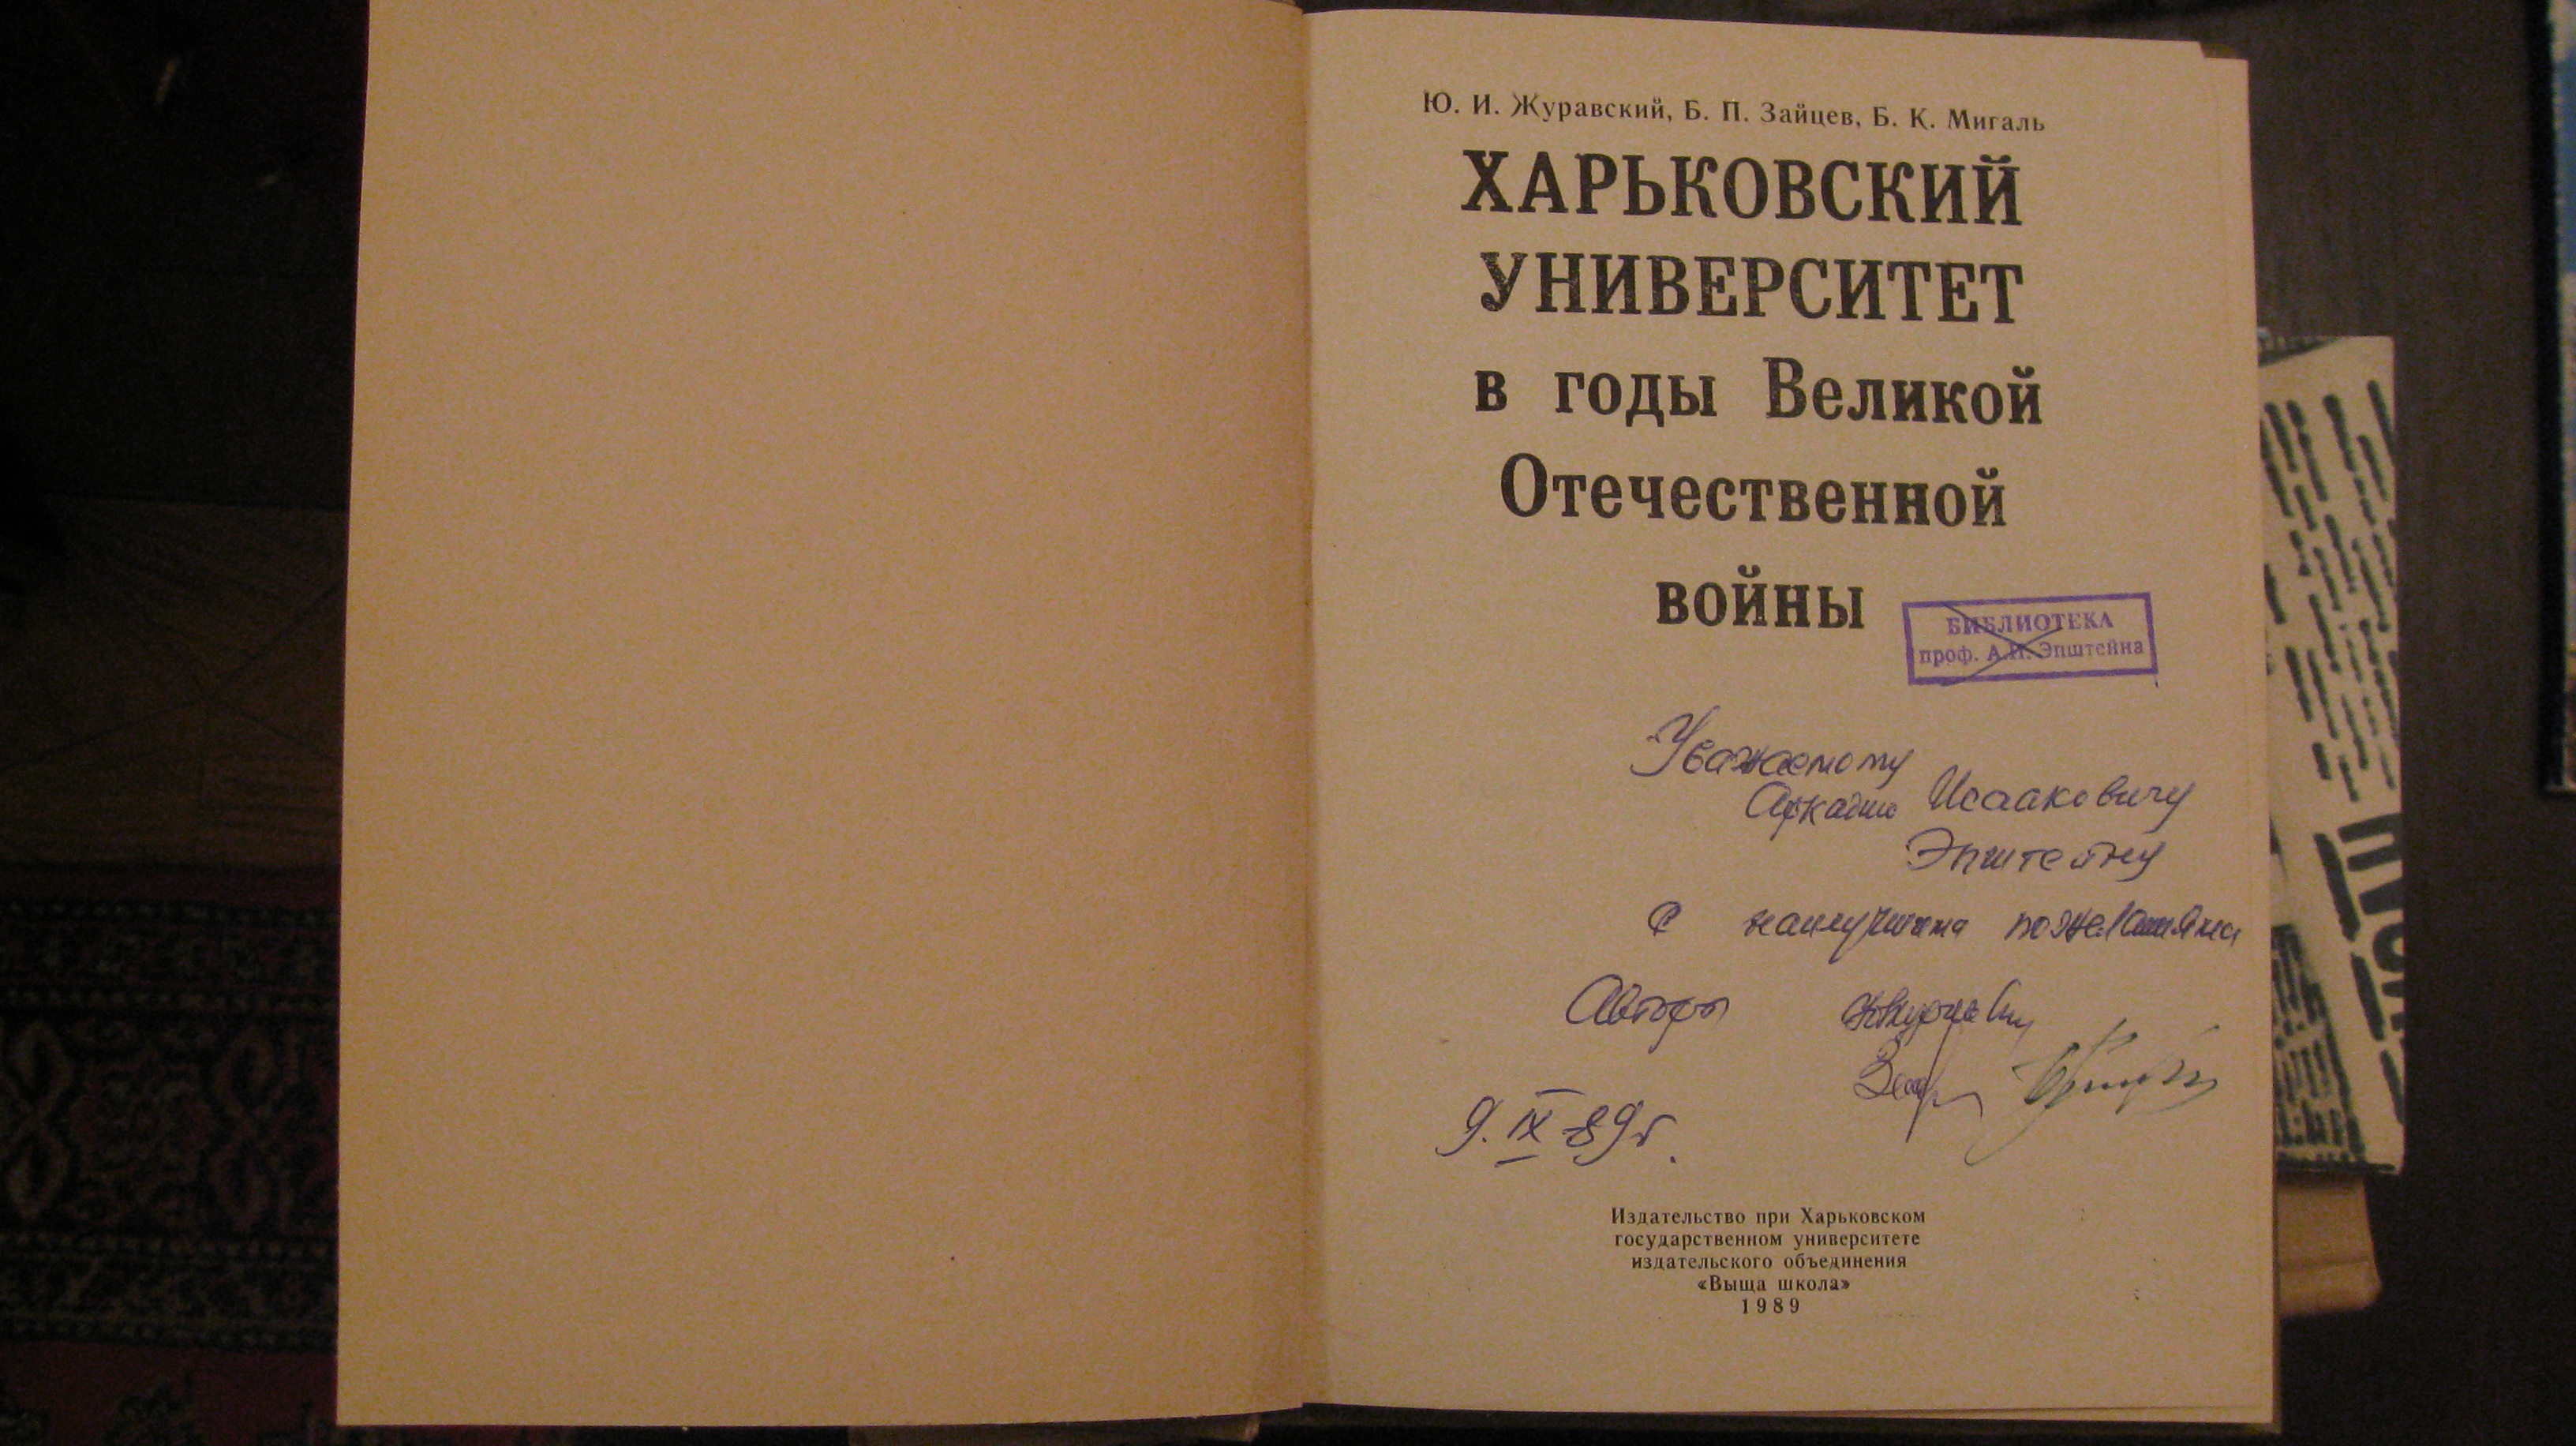 Ю. И. Журавский, Б. П. Зайцев, Б. К. Мигаль
ХАРЬКОВСКИЙ
УНИВЕРСИТЕТ
в годы Великой
Отечественной
войны
БИБЛИОТЕКА
проф. А.И. Эпштейна
Уважаемому
Аркадию Исааковичу
Эпштейну
С наилучшими пожеланиями
Авторы
9. IX 89г.
Издательство при Харьковском
государственном университете
издательского объединения
«Выща школа»
1989